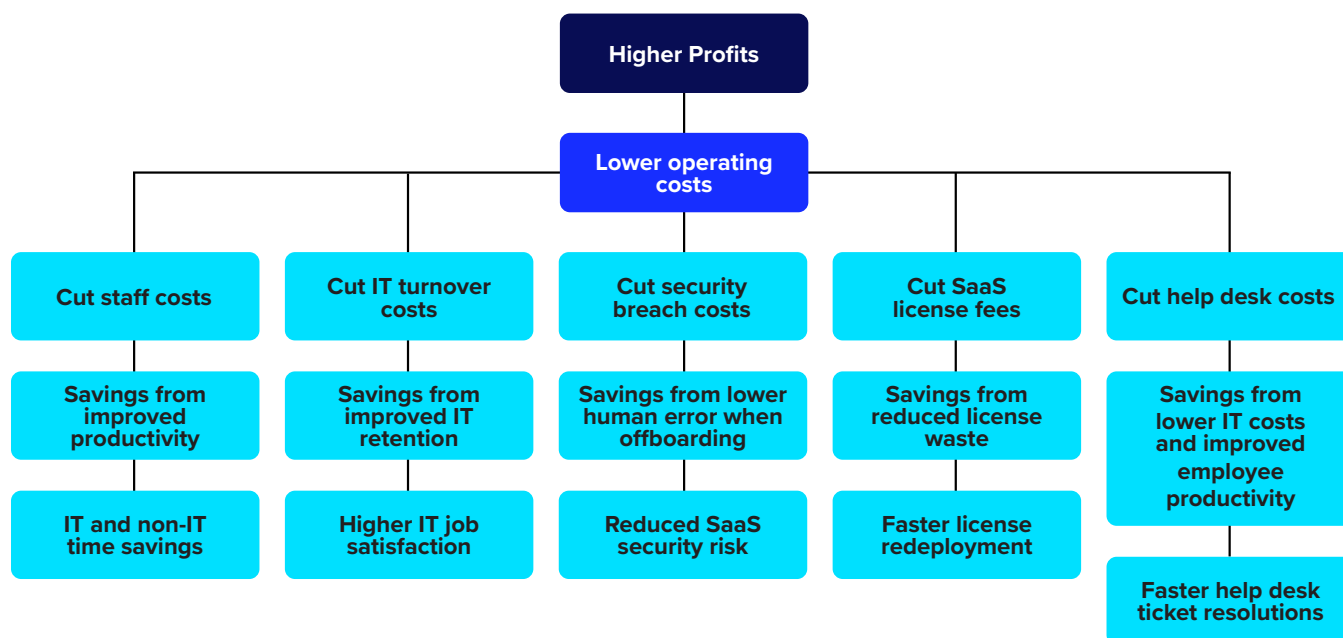 Higher Profits
Lower operating
costs
Cut staff costs
Cut IT turnover
costs
Cut security
breach costs
Cut SaaS
license fees
Cut help desk costs
Savings from
improved
productivity
Savings from
improved IT
retention
Savings from lower
human error when
offboarding
Savings from
reduced license
waste
Savings from
lower IT costs
and improved
employee
productivity
IT and non-IT
time savings
Higher IT job
satisfaction
Reduced SaaS
security risk
Faster license
redeployment
Faster help desk
ticket resolutions